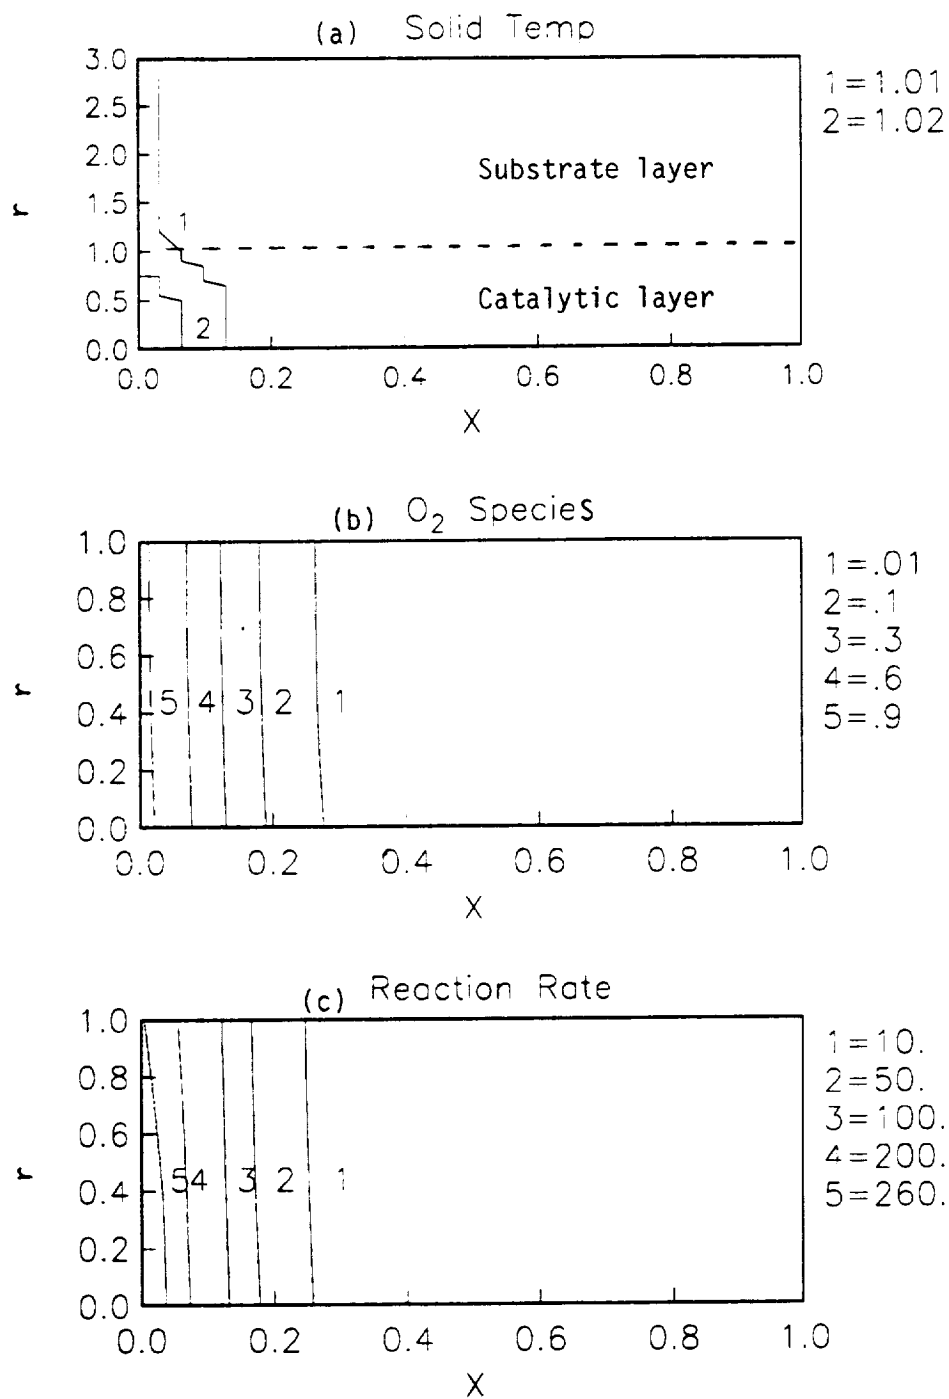 (a) Solid Temp
3.0
2.5
2.0
1.5
1.0
0.5
0.0
r
1
2
Substrate layer
Catalytic layer
1=1.01
2=1.02
0.0 0.2 0.4 0.6 0.8 1.0
X
(b) O₂ Species
1.0
0.8
0.6
0.4
0.2
0.0
r
5 4 3 2 1
1=.01
2=.1
3=.3
4=.6
5=.9
0.0 0.2 0.4 0.6 0.8 1.0
X
(c) Reaction Rate
1.0
0.8
0.6
0.4
0.2
0.0
r
54 3 2 1
1=10.
2=50.
3=100.
4=200.
5=260.
0.0 0.2 0.4 0.6 0.8 1.0
X